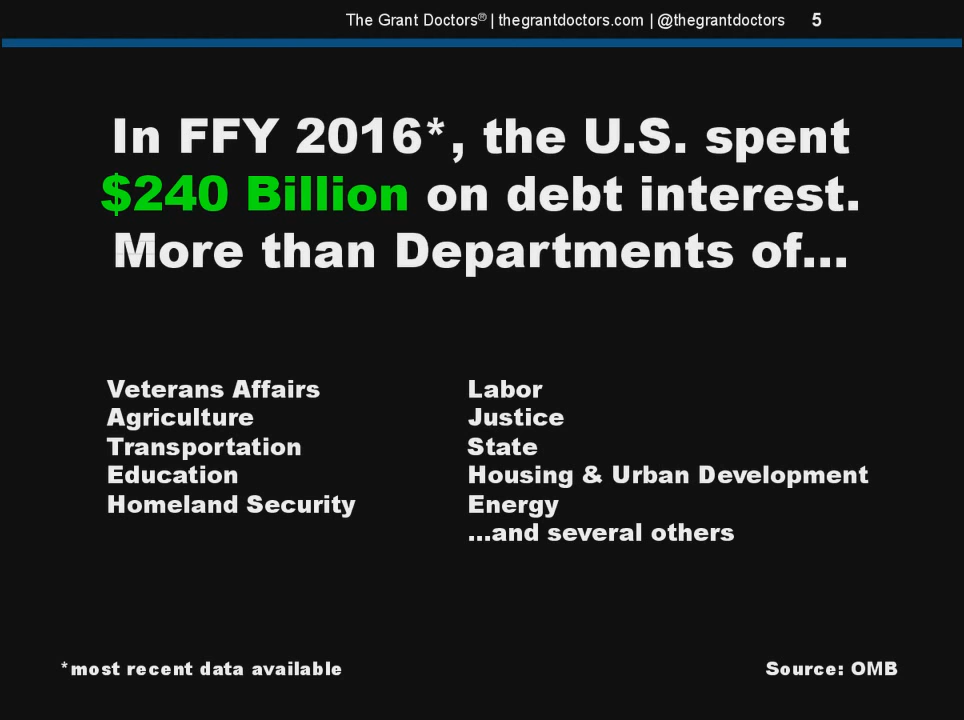 The Grant Doctors® | thegrantdoctors.com | @thegrantdoctors 5
In FFY 2016*, the U.S. spent
$240 Billion on debt interest.
More than Departments of...
Veterans Affairs
Agriculture
Transportation
Education
Homeland Security
Labor
Justice
State
Housing & Urban Development
Energy
...and several others
*most recent data available
Source: OMB